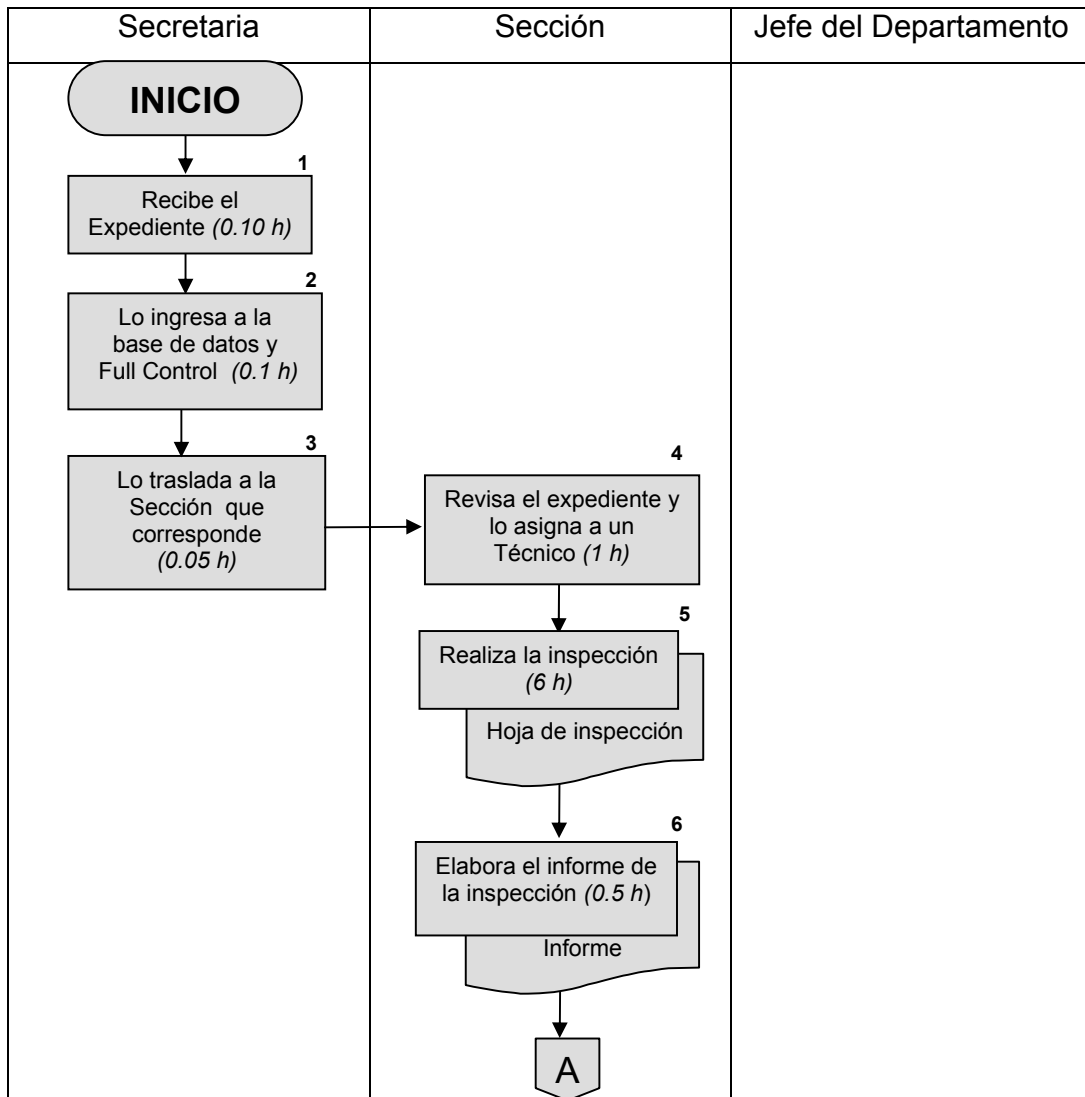 Secretaria
Sección
Jefe del Departamento
INICIO
1
Recibe el
Expediente (0.10 h)
2
Lo ingresa a la
base de datos y
Full Control (0.1 h)
3
Lo traslada a la
Sección que
corresponde
(0.05 h)
4
Revisa el expediente y
lo asigna a un
Técnico (1 h)
5
Realiza la inspección
(6 h)
Hoja de inspección
6
Elabora el informe de
la inspección (0.5 h)
Informe
A